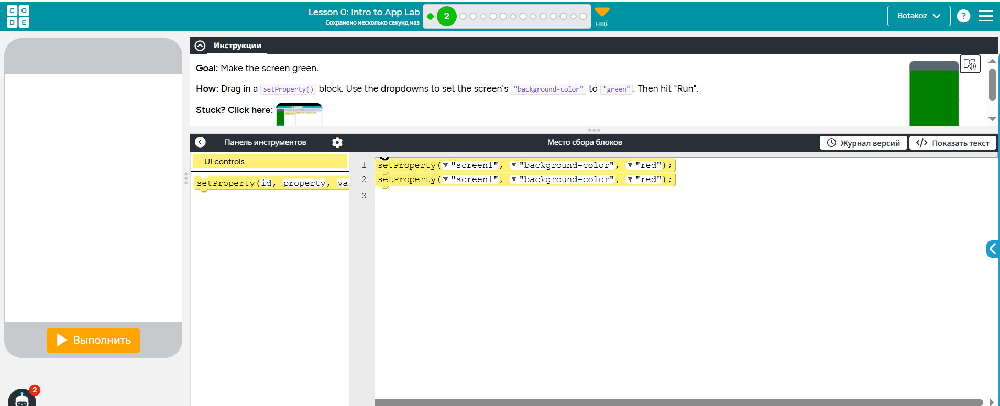 CO
DE
Lesson 0: Intro to App Lab
Сохранено несколько секунд наз
2
ЕЩЁ
Botakoz
?
Инструкции
Goal: Make the screen green.
How: Drag in a setProperty() block. Use the dropdowns to set the screen's "background-color" to "green". Then hit "Run".
Stuck? Click here:
Панель инструментов
Место сбора блоков
Журнал версий
</> Показать текст
UI controls
setProperty(id, property, val
1 setProperty(▼"screen1", ▼"background-color", ▼"red");
2 setProperty(▼"screen1", ▼"background-color", ▼"red");
3
Выполнить
2